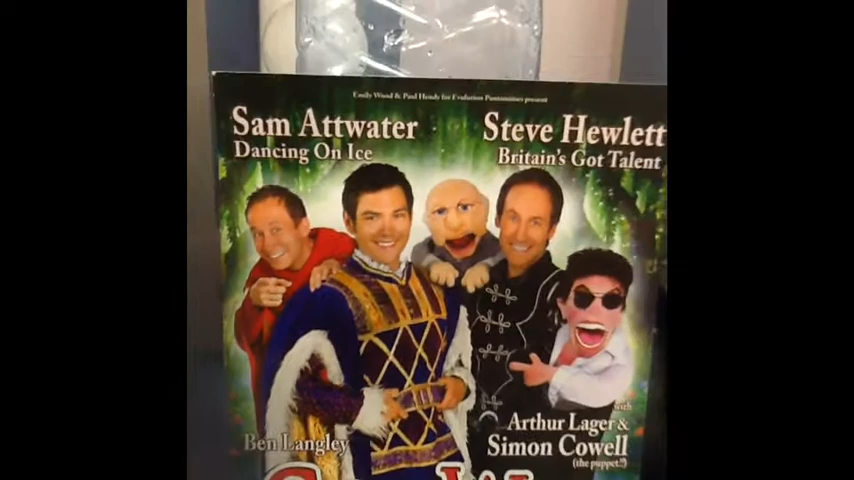 Emily Wood & Paul Hendy for Evolution Pantomimes present
Sam Attwater
Dancing On Ice
Steve Hewlett
Britain's Got Talent
Ben Langley
with
Arthur Lager &
Simon Cowell
(the puppet!!)